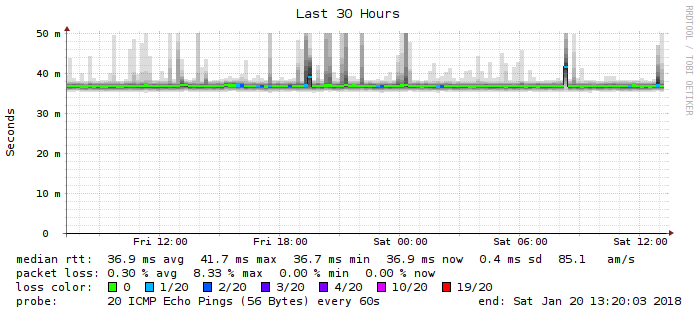 Last 30 Hours
RRDTOOL / TOBI OETIKER
Seconds
50 m
40 m
30 m
20 m
10 m
0
Fri 12:00 Fri 18:00 Sat 00:00 Sat 06:00 Sat 12:00
median rtt: 36.9 ms avg 41.7 ms max 36.7 ms min 36.9 ms now 0.4 ms sd 85.1 am/s
packet loss: 0.30 % avg 8.33 % max 0.00 % min 0.00 % now
loss color: 0 1/20 2/20 3/20 4/20 10/20 19/20
probe: 20 ICMP Echo Pings (56 Bytes) every 60s end: Sat Jan 20 13:20:03 2018